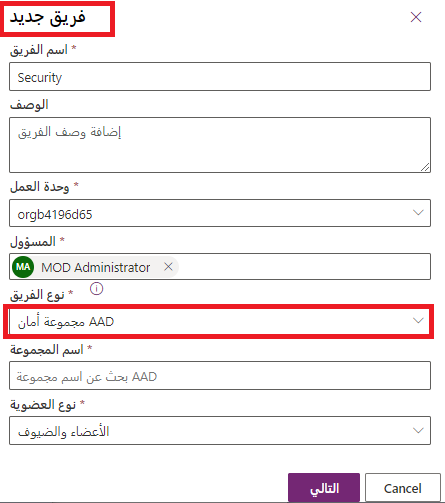 فريق جديد
اسم الفريق *
Security
الوصف
إضافة وصف الفريق
وحدة العمل *
orgb4196d65
المسؤول *
MA MOD Administrator
نوع الفريق *
مجموعة أمان AAD
اسم المجموعة *
بحث عن اسم مجموعة AAD
نوع العضوية *
الأعضاء والضيوف
التالي Cancel